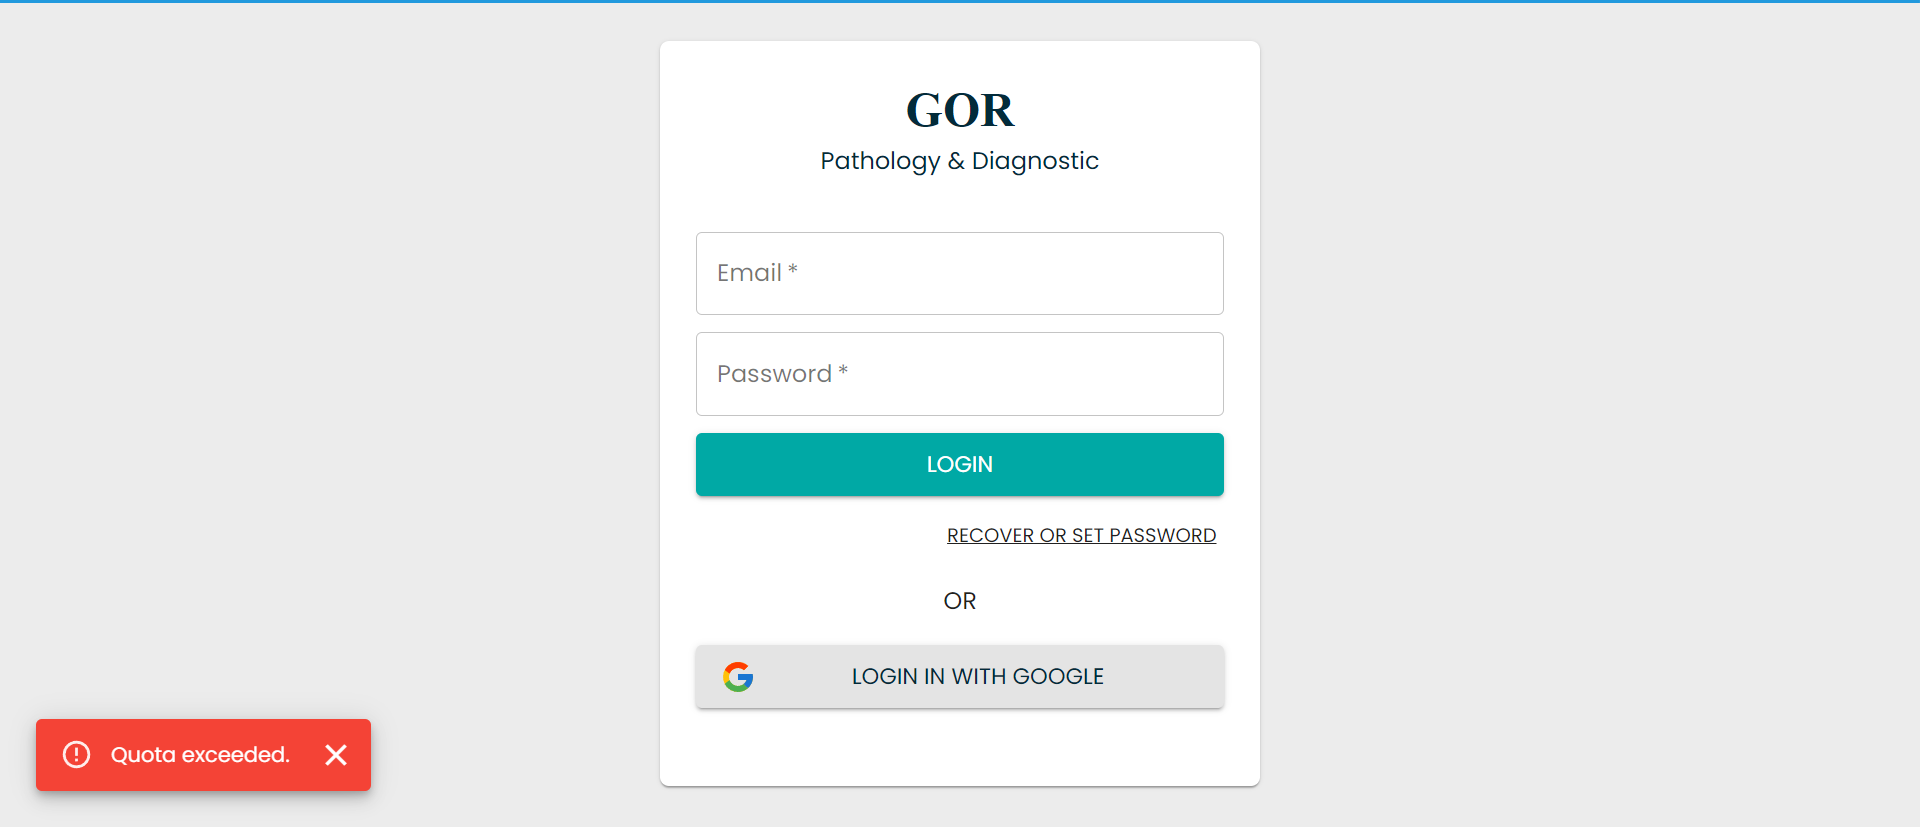 GOR
Pathology & Diagnostic
Email *
Password *
LOGIN
RECOVER OR SET PASSWORD
OR
LOGIN IN WITH GOOGLE
Quota exceeded.